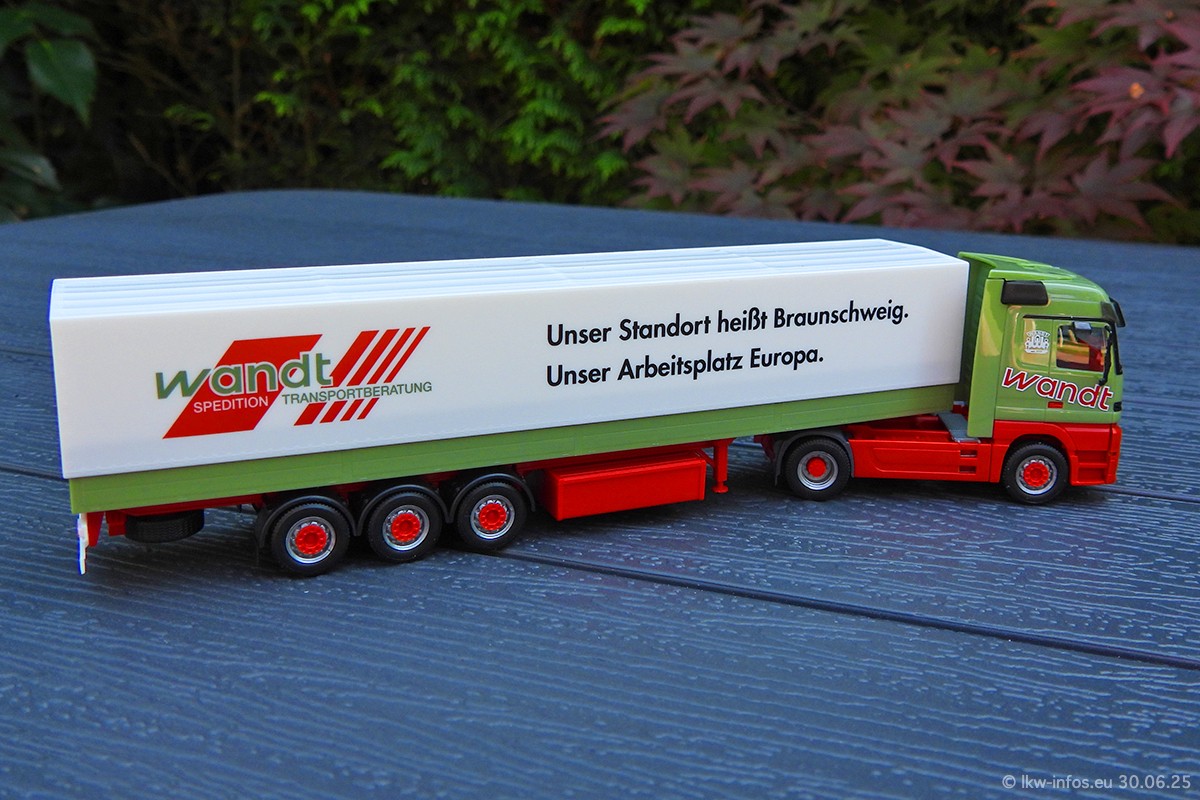 Unser Standort heißt Braunschweig.
Unser Arbeitsplatz Europa.
wandt
SPEDITION TRANSPORTBERATUNG
wandt
© lkw-infos.eu 30.06.25